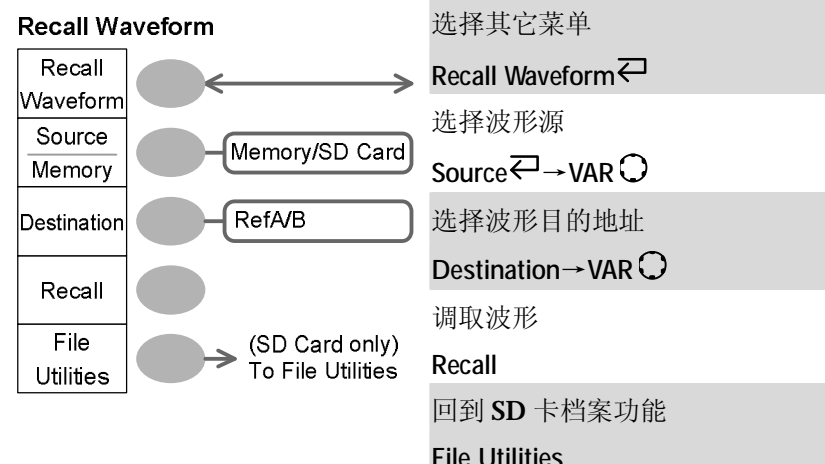 Recall Waveform
Recall
Waveform
Source
Memory
Memory/SD Card
Destination
RefA/B
Recall
File
Utilities
(SD Card only)
To File Utilities
选择其它菜单
Recall Waveform
选择波形源
Source→VAR
选择波形目的地址
Destination→VAR
调取波形
Recall
回到 SD 卡档案功能
File Utilities